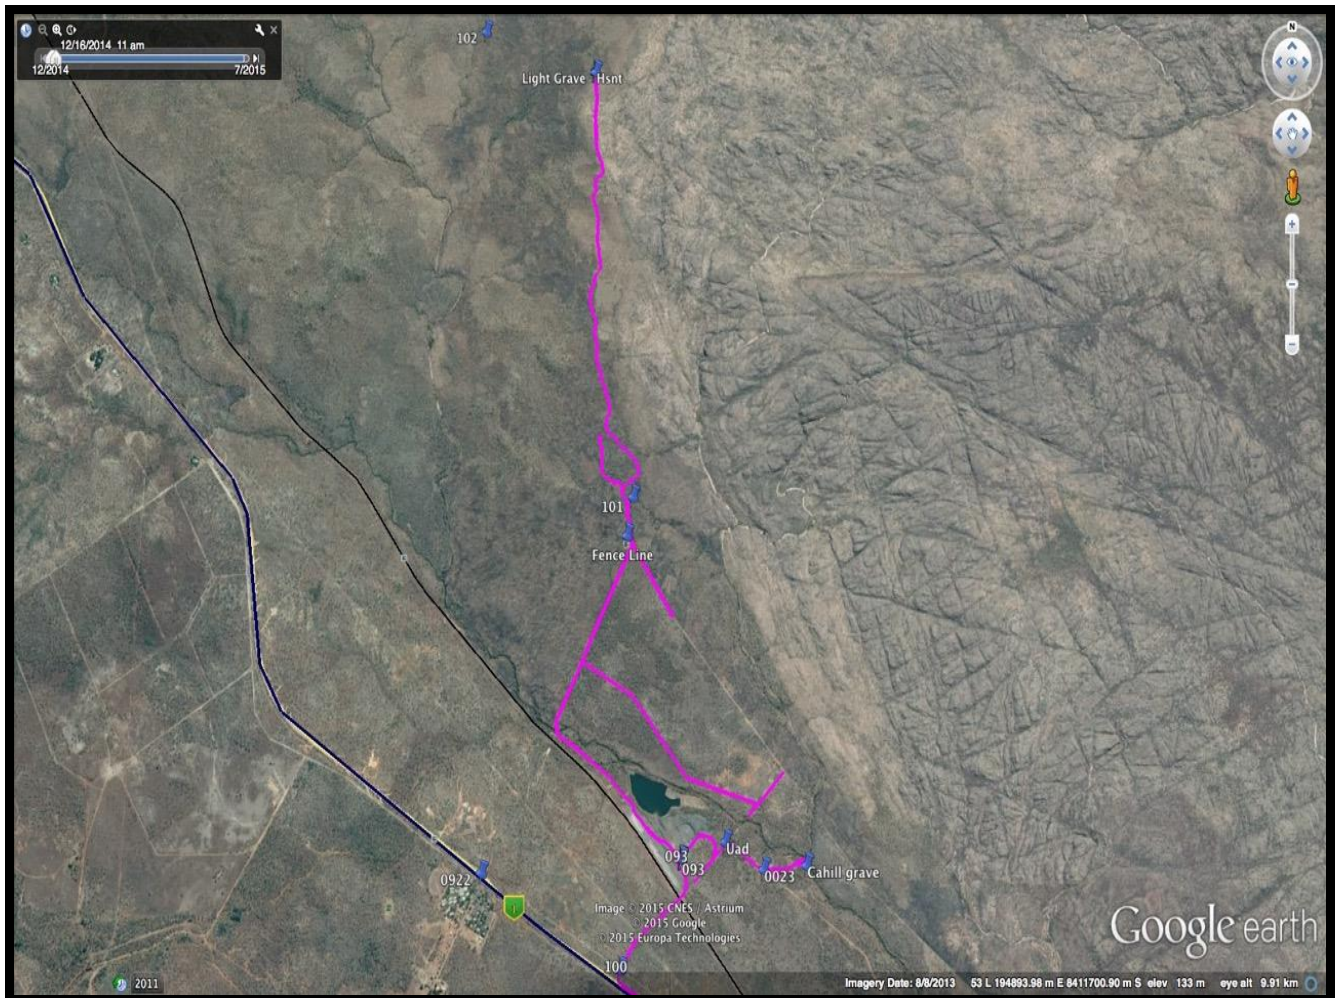 12/16/2014 11 am
12/2014
7/2015
N
102
Light Grave Hsnt
101
Fence Line
093
093
Uad
0023
Cahill grave
0922
1
100
Image © 2015 CNES / Astrium
© 2015 Google
© 2015 Europa Technologies
Google earth
2011
Imagery Date: 8/8/2013 53 L 194893.98 m E 8411700.90 m S elev 133 m eye alt 9.91 km